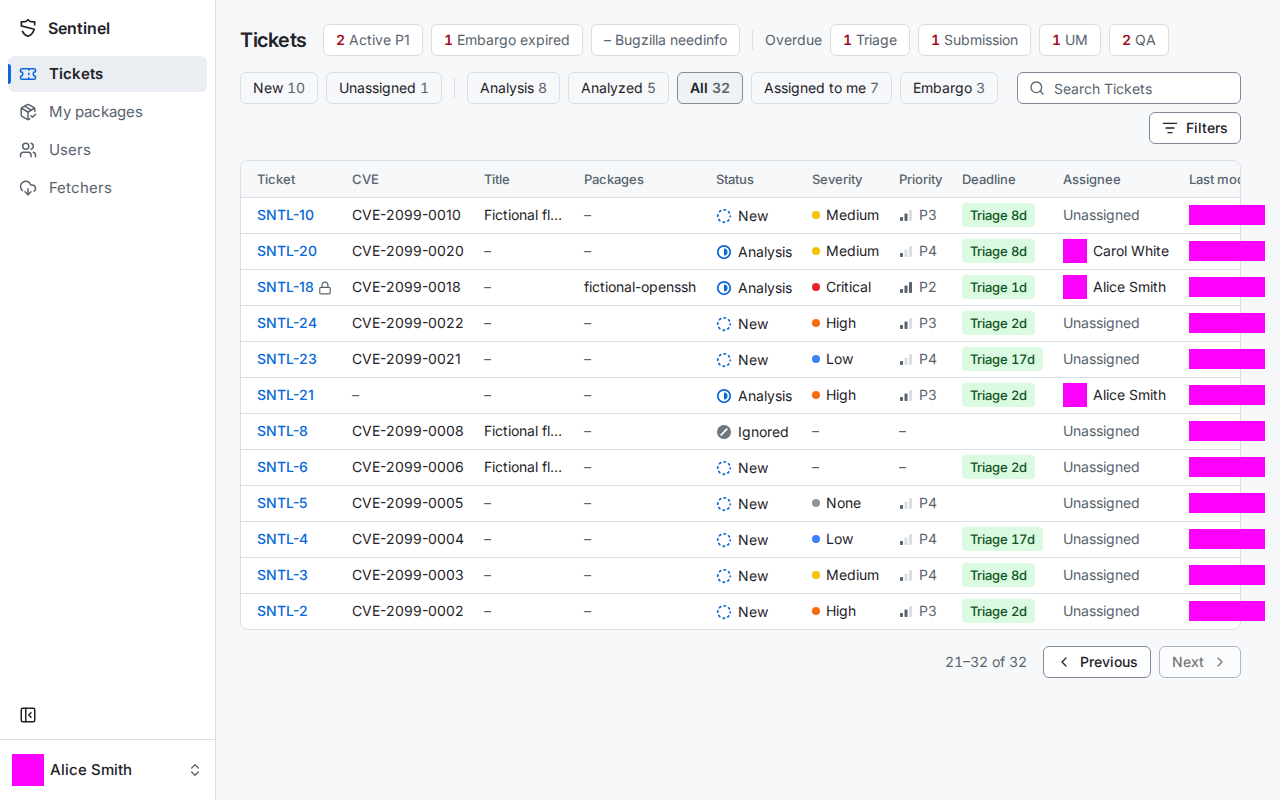 Sentinel
Tickets
My packages
Users
Fetchers
Alice Smith
Tickets 2 Active P1 1 Embargo expired – Bugzilla needinfo Overdue 1 Triage 1 Submission 1 UM 2 QA
New 10 Unassigned 1 Analysis 8 Analyzed 5 All 32 Assigned to me 7 Embargo 3 Search Tickets
Filters
Ticket CVE Title Packages Status Severity Priority Deadline Assignee Last moc
SNTL-10 CVE-2099-0010 Fictional fl... – New Medium P3 Triage 8d Unassigned
SNTL-20 CVE-2099-0020 – – Analysis Medium P4 Triage 8d Carol White
SNTL-18 CVE-2099-0018 – fictional-openssh Analysis Critical P2 Triage 1d Alice Smith
SNTL-24 CVE-2099-0022 – – New High P3 Triage 2d Unassigned
SNTL-23 CVE-2099-0021 – – New Low P4 Triage 17d Unassigned
SNTL-21 – – – Analysis High P3 Triage 2d Alice Smith
SNTL-8 CVE-2099-0008 Fictional fl... – Ignored – – Unassigned
SNTL-6 CVE-2099-0006 Fictional fl... – New – – Triage 2d Unassigned
SNTL-5 CVE-2099-0005 – – New None P4 Unassigned
SNTL-4 CVE-2099-0004 – – New Low P4 Triage 17d Unassigned
SNTL-3 CVE-2099-0003 – – New Medium P4 Triage 8d Unassigned
SNTL-2 CVE-2099-0002 – – New High P3 Triage 2d Unassigned
21–32 of 32 Previous Next